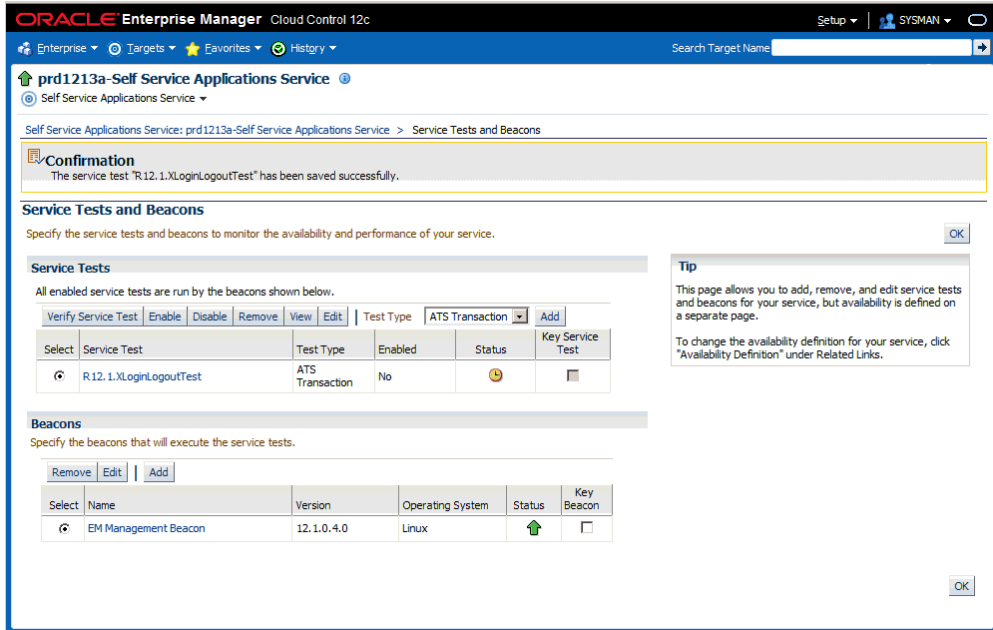 ORACLE Enterprise Manager Cloud Control 12c
Setup SYSMAN
Enterprise Targets Favorites History Search Target Name
prd1213a-Self Service Applications Service
Self Service Applications Service
Self Service Applications Service: prd1213a-Self Service Applications Service > Service Tests and Beacons
Confirmation
The service test "R12.1.XLoginLogoutTest" has been saved successfully.
Service Tests and Beacons
Specify the service tests and beacons to monitor the availability and performance of your service.
OK
Service Tests
All enabled service tests are run by the beacons shown below.
Verify Service Test Enable Disable Remove View Edit Test Type ATS Transaction Add
Select Service Test Test Type Enabled Status Key Service Test
R12.1.XLoginLogoutTest ATS Transaction No
Tip
This page allows you to add, remove, and edit service tests
and beacons for your service, but availability is defined on
a separate page.
To change the availability definition for your service, click
"Availability Definition" under Related Links.
Beacons
Specify the beacons that will execute the service tests.
Remove Edit Add
Select Name Version Operating System Status Key Beacon
EM Management Beacon 12.1.0.4.0 Linux
OK